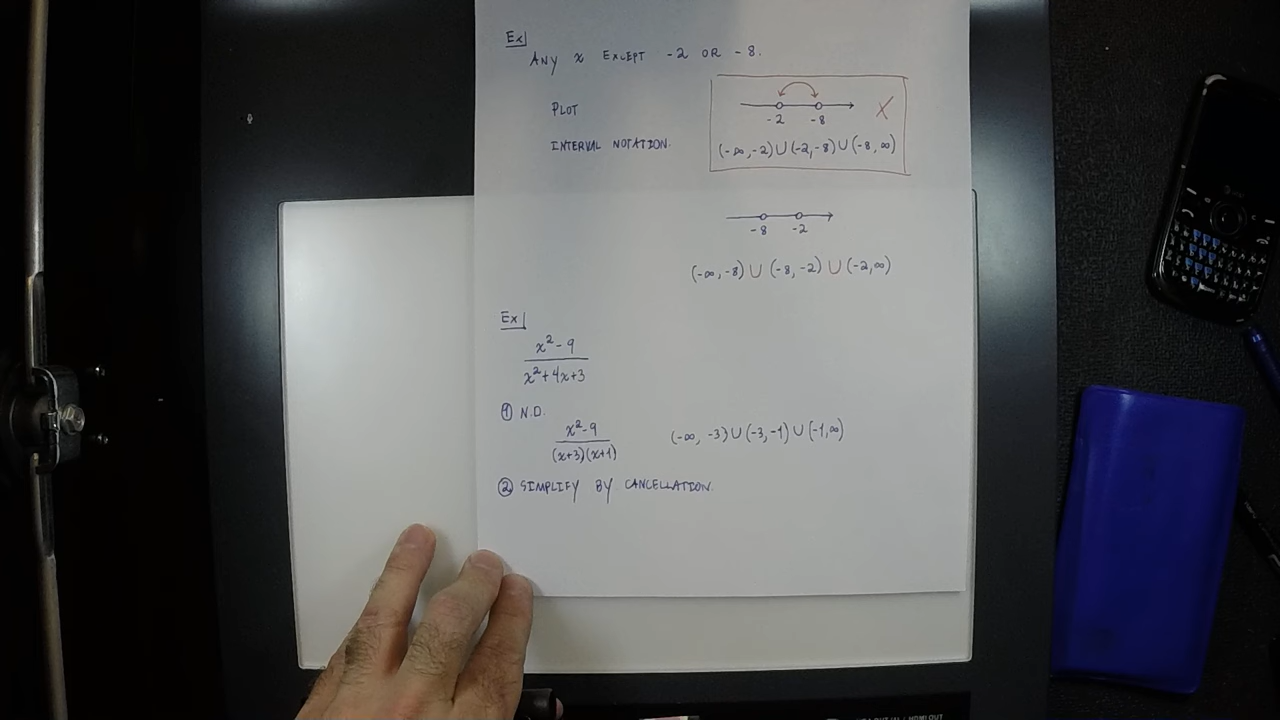 Ex
ANY x EXCEPT -2 OR -8.
PLOT
-2 -8
X
INTERVAL NOTATION.
(-∞,-2)∪(-2,-8)∪(-8,∞)
-8 -2
(-∞,-8)∪(-8,-2)∪(-2,∞)
Ex
x²-9
x²+4x+3
① N.D.
x²-9
(x+3)(x+1)
(-∞,-3)∪(-3,-1)∪(-1,∞)
② SIMPLIFY BY CANCELLATION.